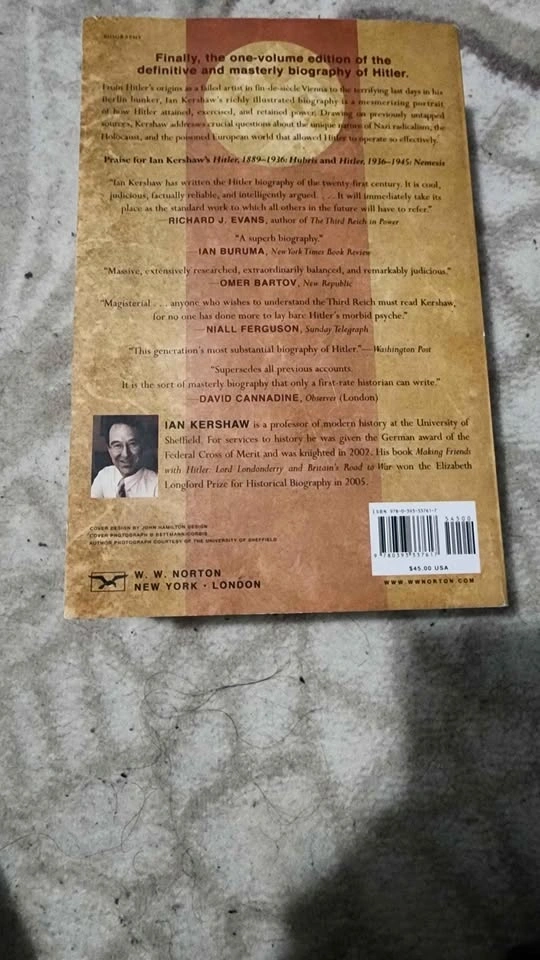 BIOGRAPHY
Finally, the one-volume edition of the
definitive and masterly biography of Hitler.
From Hitler's origins as a failed artist in fin-de-siècle Vienna to the terrifying last days in his
Berlin bunker, Ian Kershaw's richly illustrated biography is a mesmerizing portrait
of how Hitler attained, exercised, and retained power. Drawing on previously untapped
sources, Kershaw addresses crucial questions about the unique nature of Nazi radicalism, the
Holocaust, and the poisoned European world that allowed Hitler to operate so effectively.
Praise for Ian Kershaw's Hitler, 1889–1936: Hubris and Hitler, 1936–1945: Nemesis
"Ian Kershaw has written the Hitler biography of the twenty-first century. It is cool,
judicious, factually reliable, and intelligently argued. . . . It will immediately take its
place as the standard work to which all others in the future will have to refer."
—RICHARD J. EVANS, author of The Third Reich in Power
"A superb biography."
—IAN BURUMA, New York Times Book Review
"Massive, extensively researched, extraordinarily balanced, and remarkably judicious."
—OMER BARTOV, New Republic
"Magisterial . . . anyone who wishes to understand the Third Reich must read Kershaw,
for no one has done more to lay bare Hitler's morbid psyche."
—NIALL FERGUSON, Sunday Telegraph
"This generation's most substantial biography of Hitler."—Washington Post
"Supersedes all previous accounts.
It is the sort of masterly biography that only a first-rate historian can write."
—DAVID CANNADINE, Observer (London)
IAN KERSHAW is a professor of modern history at the University of
Sheffield. For services to history he was given the German award of the
Federal Cross of Merit and was knighted in 2002. His book Making Friends
with Hitler: Lord Londonderry and Britain's Road to War won the Elizabeth
Longford Prize for Historical Biography in 2005.
COVER DESIGN BY JOHN HAMILTON DESIGN
COVER PHOTOGRAPH © BETTMANN/CORBIS
AUTHOR PHOTOGRAPH COURTESY OF THE UNIVERSITY OF SHEFFIELD
W. W. NORTON
NEW YORK · LONDON
ISBN 978-0-393-33761-7
54500
9 780393 337617
$45.00 USA
WWW.WWNORTON.COM